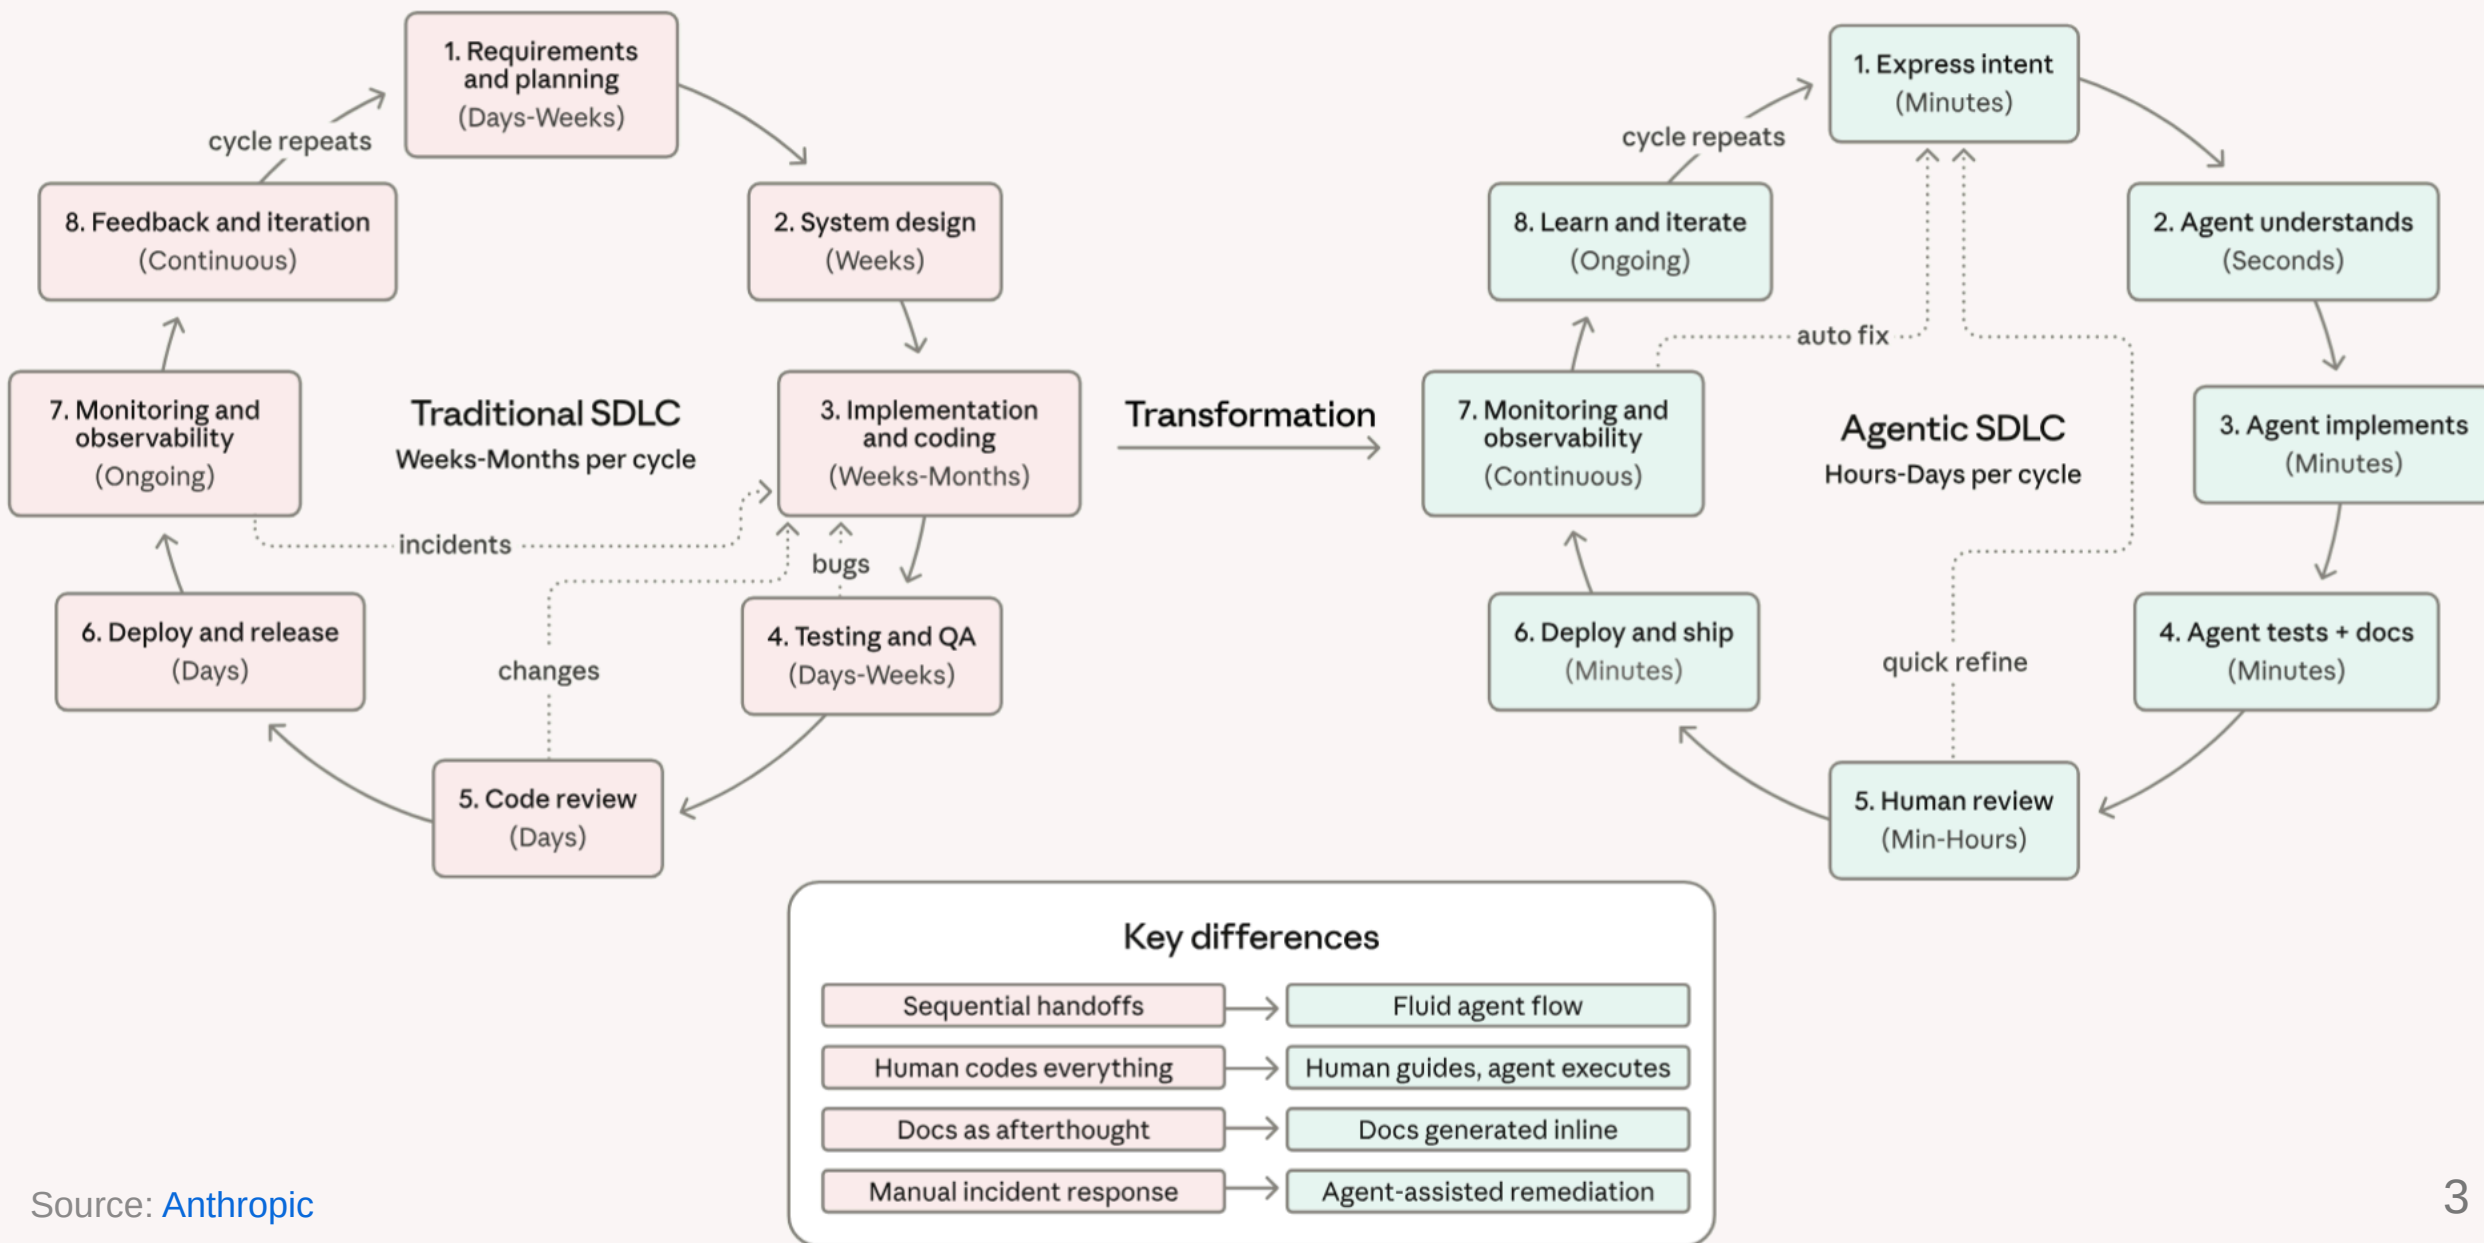 1. Requirements
and planning
(Days-Weeks)
cycle repeats
2. System design
(Weeks)
3. Implementation
and coding
(Weeks-Months)
4. Testing and QA
(Days-Weeks)
5. Code review
(Days)
6. Deploy and release
(Days)
7. Monitoring and
observability
(Ongoing)
8. Feedback and iteration
(Continuous)
Traditional SDLC
Weeks-Months per cycle
incidents
bugs
changes
Transformation
1. Express intent
(Minutes)
cycle repeats
2. Agent understands
(Seconds)
3. Agent implements
(Minutes)
4. Agent tests + docs
(Minutes)
5. Human review
(Min-Hours)
6. Deploy and ship
(Minutes)
7. Monitoring and
observability
(Continuous)
8. Learn and iterate
(Ongoing)
auto fix
Agentic SDLC
Hours-Days per cycle
quick refine
Key differences
Sequential handoffs
Fluid agent flow
Human codes everything
Human guides, agent executes
Docs as afterthought
Docs generated inline
Manual incident response
Agent-assisted remediation
Source: Anthropic
3